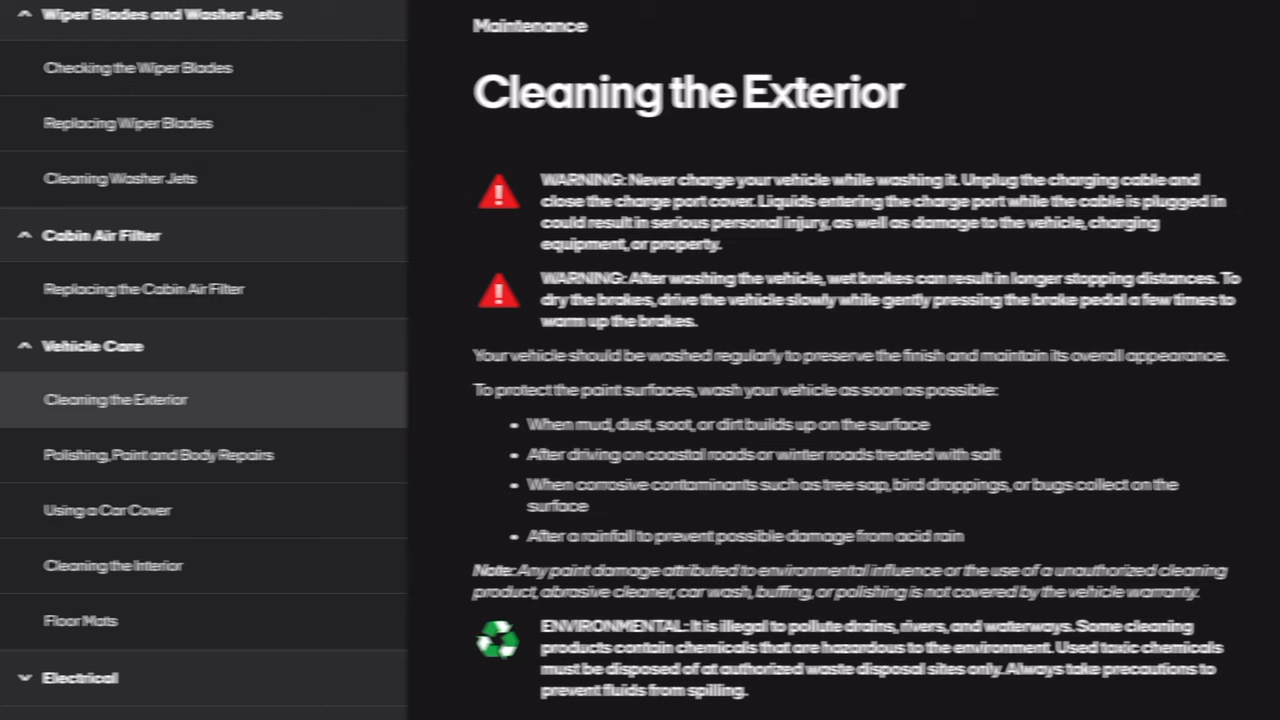 Wiper Blades and Washer Jets
Checking the Wiper Blades
Replacing Wiper Blades
Cleaning Washer Jets
Cabin Air Filter
Replacing the Cabin Air Filter
Vehicle Care
Cleaning the Exterior
Polishing, Paint and Body Repairs
Using a Car Cover
Cleaning the Interior
Floor Mats
Electrical
Maintenance
Cleaning the Exterior
WARNING: Never charge your vehicle while washing it. Unplug the charging cable and
close the charge port cover. Liquids entering the charge port while the cable is plugged in
could result in serious personal injury, as well as damage to the vehicle, charging
equipment, or property.
WARNING: After washing the vehicle, wet brakes can result in longer stopping distances. To
dry the brakes, drive the vehicle slowly while gently pressing the brake pedal a few times to
warm up the brakes.
Your vehicle should be washed regularly to preserve the finish and maintain its overall appearance.
To protect the paint surfaces, wash your vehicle as soon as possible:
• When mud, dust, soot, or dirt builds up on the surface
• After driving on coastal roads or winter roads treated with salt
• When corrosive contaminants such as tree sap, bird droppings, or bugs collect on the
surface
• After a rainfall to prevent possible damage from acid rain
Note: Any paint damage attributed to environmental influence or the use of a unauthorized cleaning
product, abrasive cleaner, car wash, buffing, or polishing is not covered by the vehicle warranty.
ENVIRONMENTAL: It is illegal to pollute drains, rivers, and waterways. Some cleaning
products contain chemicals that are hazardous to the environment. Used toxic chemicals
must be disposed of at authorized waste disposal sites only. Always take precautions to
prevent fluids from spilling.